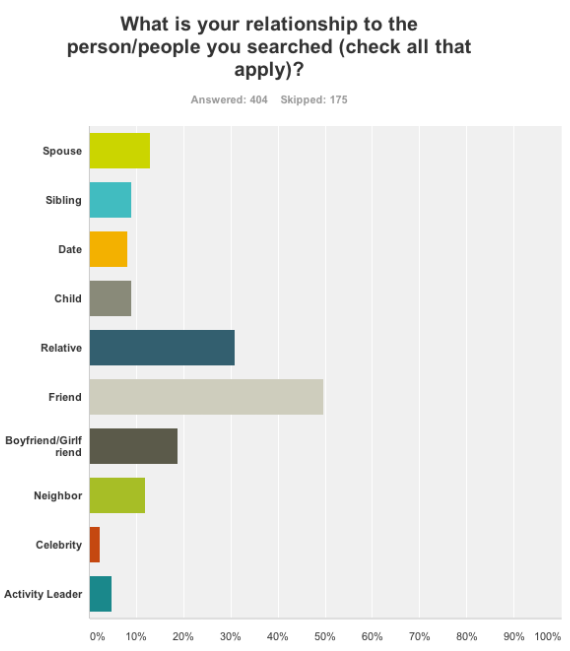 What is your relationship to the
person/people you searched (check all that
apply)?
Answered: 404 Skipped: 175
Spouse
Sibling
Date
Child
Relative
Friend
Boyfriend/Girlf
riend
Neighbor
Celebrity
Activity Leader
0% 10% 20% 30% 40% 50% 60% 70% 80% 90% 100%